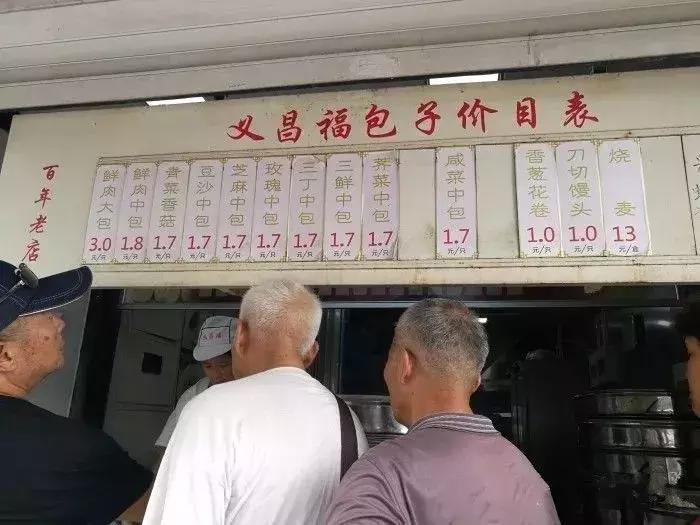 义昌福包子价目表
百年老店
鲜肉大包 3.0 元/只
鲜肉中包 1.8 元/只
青菜香菇 1.7 元/只
豆沙中包 1.7 元/只
芝麻中包 1.7 元/只
玫瑰中包 1.7 元/只
三丁中包 1.7 元/只
三鲜中包 1.7 元/只
芹菜中包 1.7 元/只
咸菜中包 1.7 元/只
香葱花卷 1.0 元/只
刀切馒头 1.0 元/只
烧麦 13 元/盒